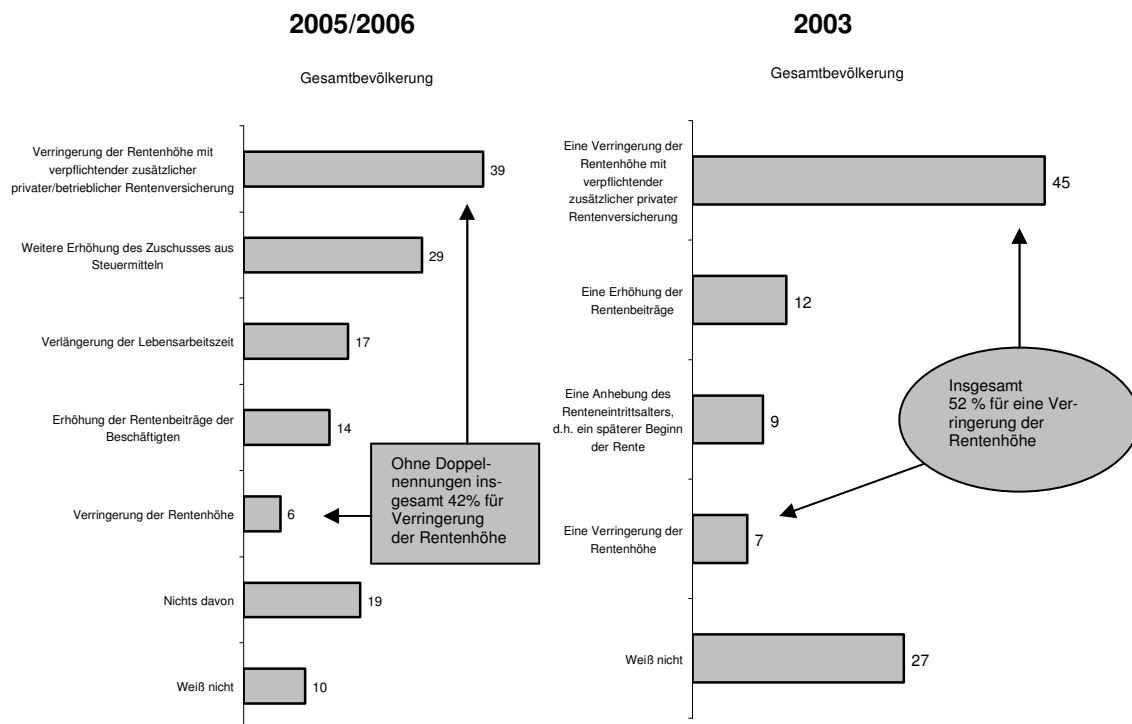 2005/2006
Gesamtbevölkerung
Verringerung der Rentenhöhe mit
verpflichtender zusätzlicher
privater/betrieblicher Rentenversicherung
39
Weitere Erhöhung des Zuschusses aus
Steuermitteln
29
Verlängerung der Lebensarbeitszeit
17
Erhöhung der Rentenbeiträge der
Beschäftigten
14
Verringerung der Rentenhöhe
6
Nichts davon
19
Weiß nicht
10
Ohne Doppel-
nennungen ins-
gesamt 42% für
Verringerung
der Rentenhöhe
2003
Gesamtbevölkerung
Eine Verringerung der
Rentenhöhe mit
verpflichtender
zusätzlicher privater
Rentenversicherung
45
Eine Erhöhung der
Rentenbeiträge
12
Eine Anhebung des
Renteneintrittsalters,
d.h. ein späterer Beginn
der Rente
9
Eine Verringerung der
Rentenhöhe
7
Weiß nicht
27
Insgesamt
52 % für eine Ver-
ringerung der
Rentenhöhe